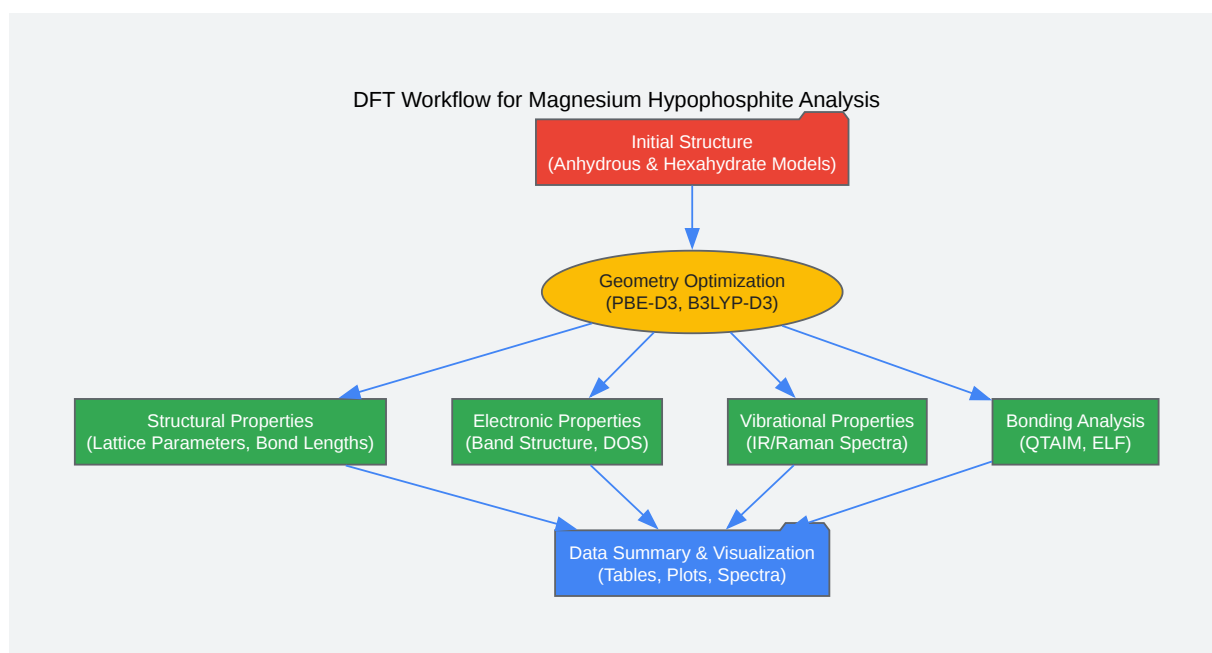 DFT Workflow for Magnesium Hypophosphite Analysis
Initial Structure
(Anhydrous & Hexahydrate Models)
Geometry Optimization
(PBE-D3, B3LYP-D3)
Structural Properties
(Lattice Parameters, Bond Lengths)
Electronic Properties
(Band Structure, DOS)
Vibrational Properties
(IR/Raman Spectra)
Bonding Analysis
(QTAIM, ELF)
Data Summary & Visualization
(Tables, Plots, Spectra)